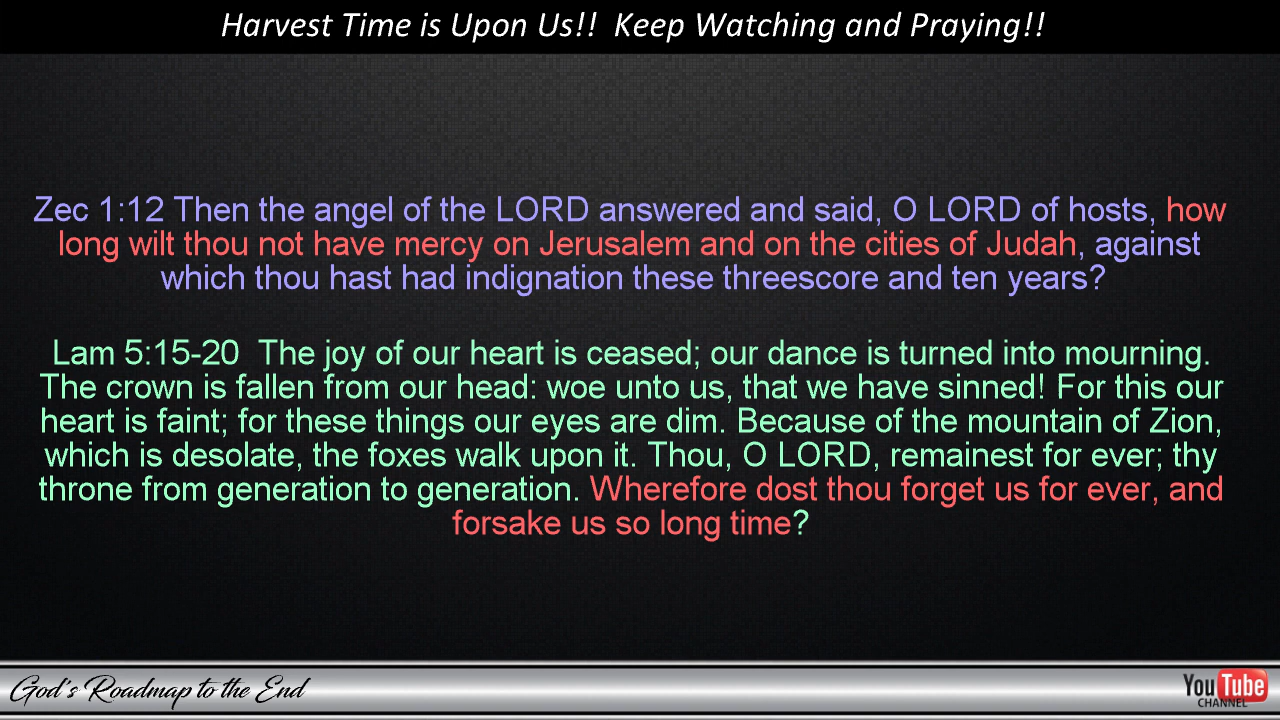 Harvest Time is Upon Us!! Keep Watching and Praying!!
Zec 1:12 Then the angel of the LORD answered and said, O LORD of hosts, how
long wilt thou not have mercy on Jerusalem and on the cities of Judah, against
which thou hast had indignation these threescore and ten years?
Lam 5:15-20 The joy of our heart is ceased; our dance is turned into mourning.
The crown is fallen from our head: woe unto us, that we have sinned! For this our
heart is faint; for these things our eyes are dim. Because of the mountain of Zion,
which is desolate, the foxes walk upon it. Thou, O LORD, remainest for ever; thy
throne from generation to generation. Wherefore dost thou forget us for ever, and
forsake us so long time?
God's Roadmap to the End
YouTube
CHANNEL